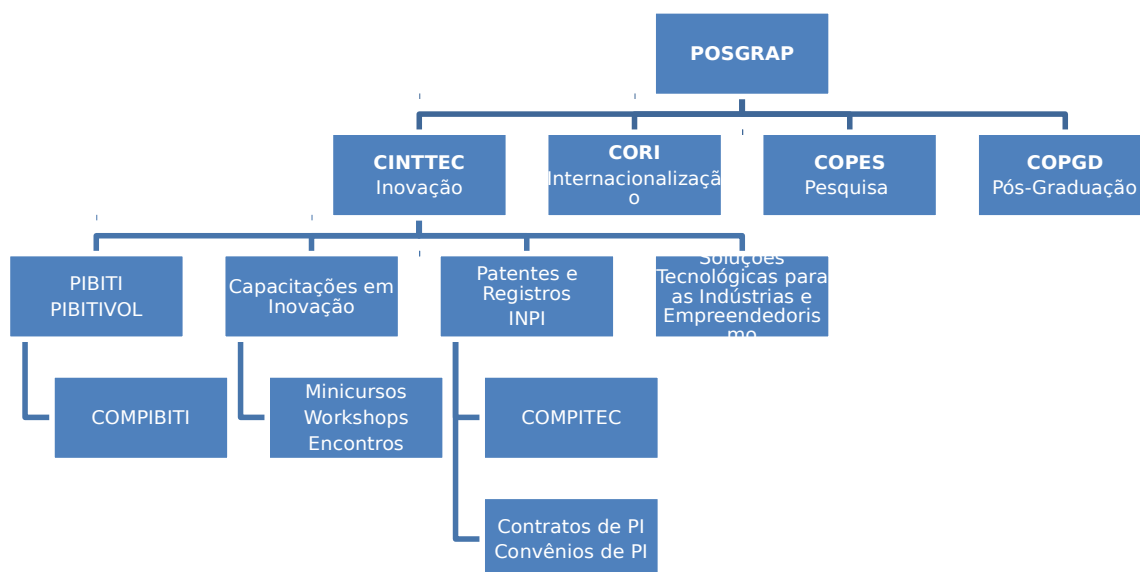 POSGRAP
CINTTEC
Inovação
CORI
Internacionalizaçã
o
COPES
Pesquisa
COPGD
Pós-Graduação
PIBITI
PIBITIVOL
Capacitações em
Inovação
Patentes e
Registros
INPI
Soluções
Tecnológicas para
as Indústrias e
Empreendedoris
mo
COMPIBITI
Minicursos
Workshops
Encontros
COMPITEC
Contratos de PI
Convênios de PI